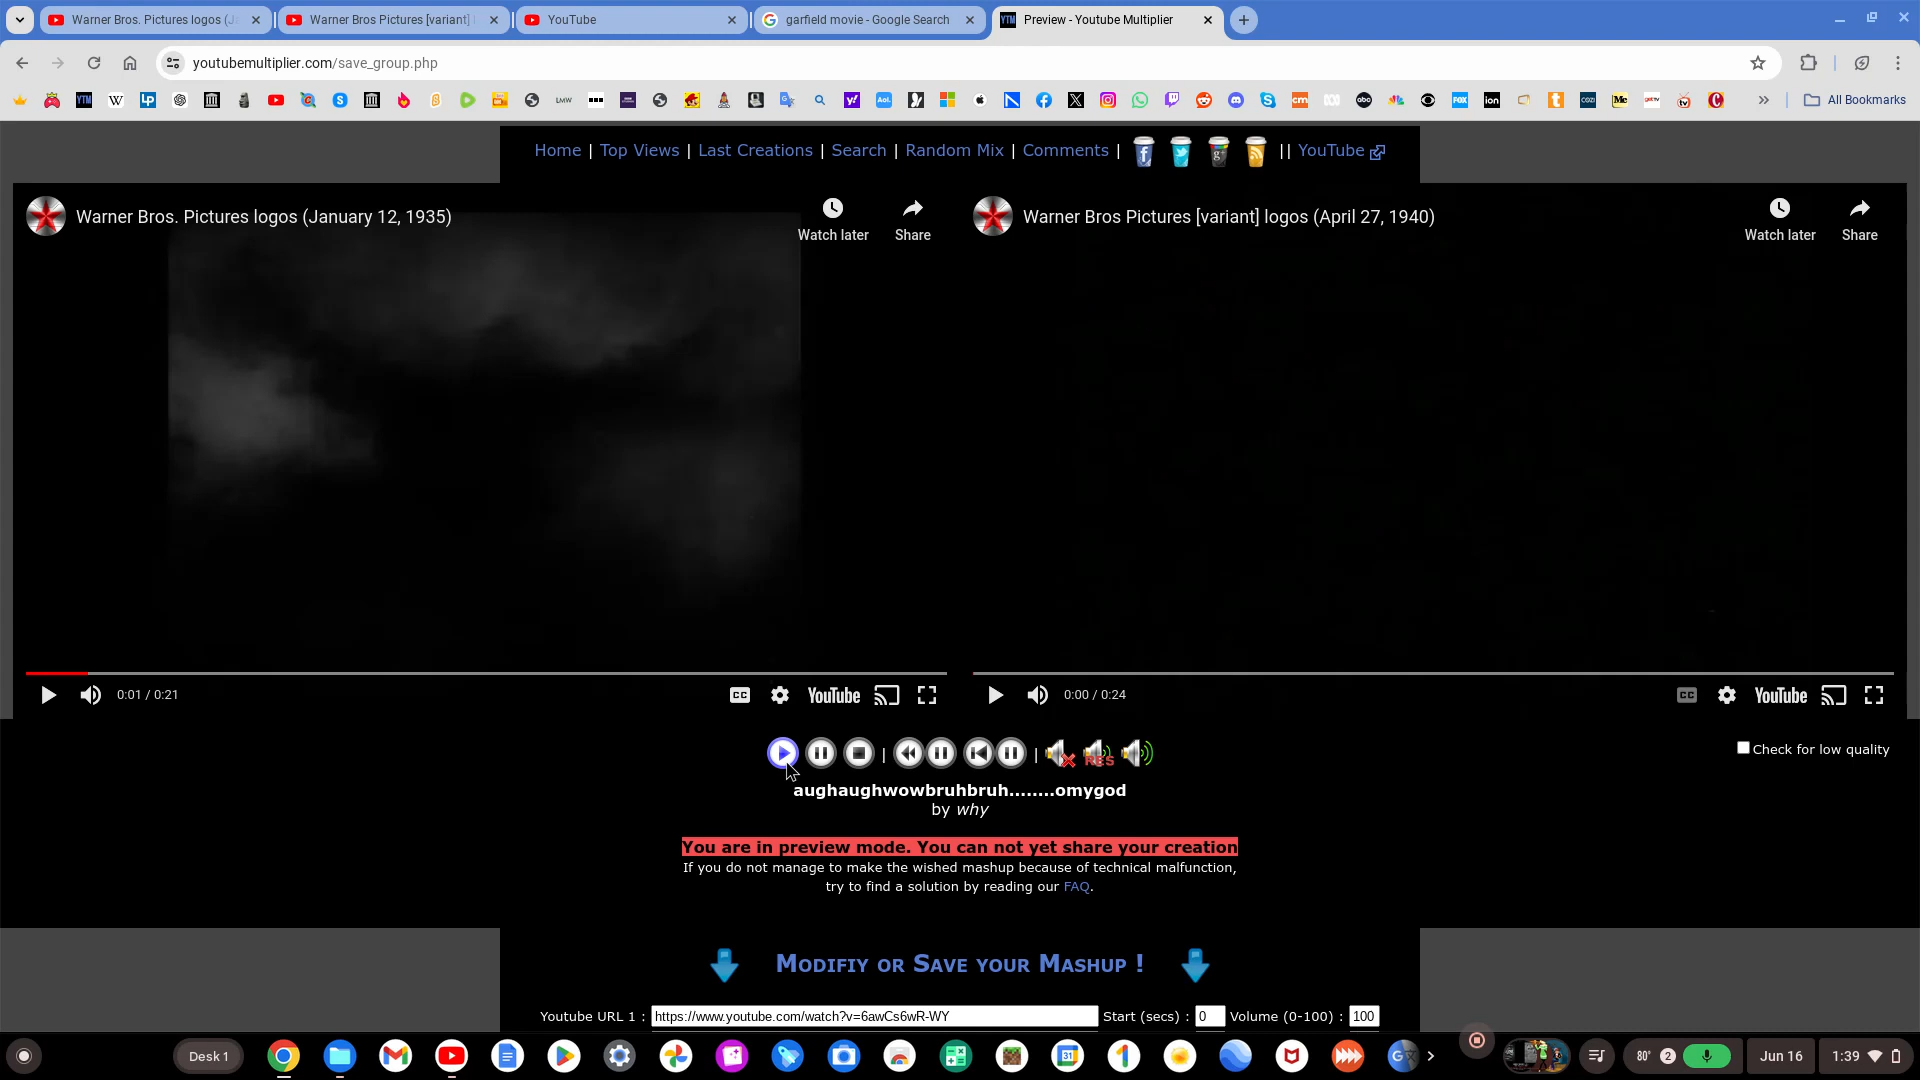 Warner Bros. Pictures logos (J
Warner Bros Pictures [variant] l
YouTube
garfield movie - Google Search
Preview - Youtube Multiplier
youtubemultiplier.com/save_group.php
All Bookmarks
Home | Top Views | Last Creations | Search | Random Mix | Comments | || YouTube
Warner Bros. Pictures logos (January 12, 1935)
Watch later
Share
Warner Bros Pictures [variant] logos (April 27, 1940)
Watch later
Share
0:01 / 0:21
CC
YouTube
0:00 / 0:24
CC
YouTube
RES
Check for low quality
aughaughwowbruhbruh........omygod
by why
You are in preview mode. You can not yet share your creation
If you do not manage to make the wished mashup because of technical malfunction,
try to find a solution by reading our FAQ.
Modifiy or Save your Mashup !
Youtube URL 1 : https://www.youtube.com/watch?v=6awCs6wR-WY Start (secs) : 0 Volume (0-100) : 100
Desk 1
31
80° 2
Jun 16
1:39